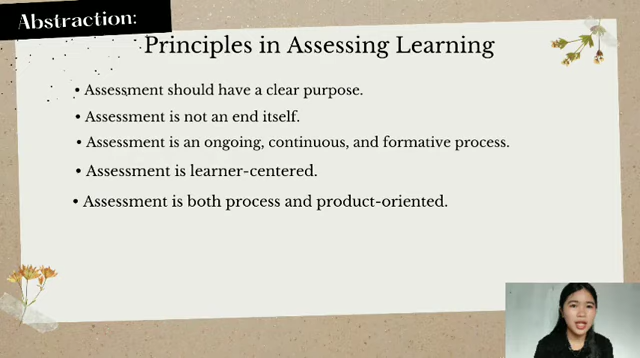 Abstraction:
Principles in Assessing Learning
• Assessment should have a clear purpose.
• Assessment is not an end itself.
• Assessment is an ongoing, continuous, and formative process.
• Assessment is learner-centered.
• Assessment is both process and product-oriented.